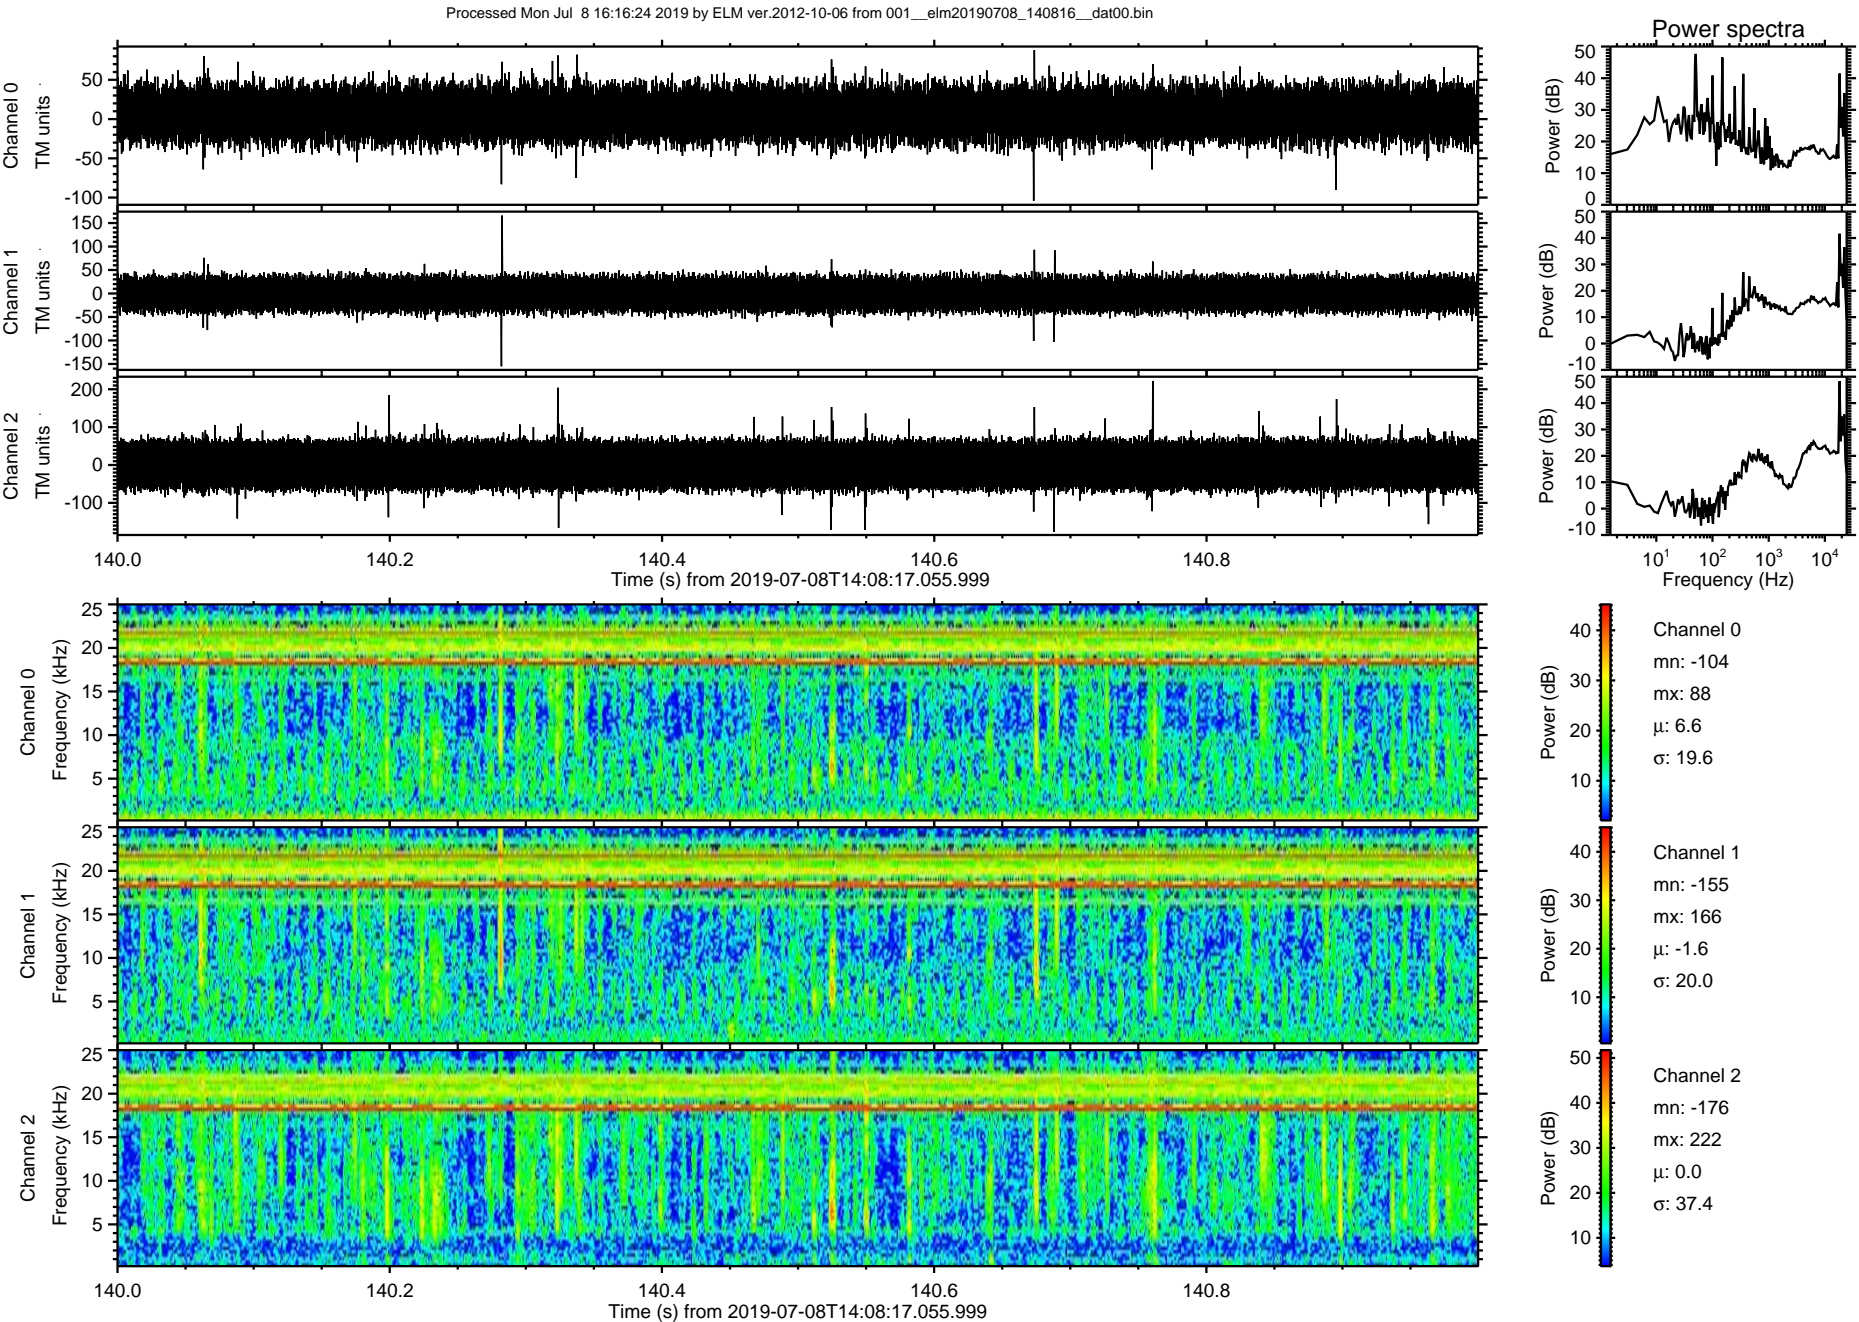 Processed Mon Jul  8 16:16:24 2019 by ELM ver.2012-10-06 from 001__elm20190708_140816__dat00.bin
Power spectra
Channel 0
TM units
50
0
-50
-100
Power (dB)
50
40
30
20
10
0
Channel 1
TM units
150
100
50
0
-50
-100
-150
Power (dB)
50
40
30
20
10
0
-10
Channel 2
TM units
200
100
0
-100
Power (dB)
50
40
30
20
10
0
-10
140.0 140.2 140.4 140.6 140.8
Time (s) from 2019-07-08T14:08:17.055.999
10¹ 10² 10³ 10⁴
Frequency (Hz)
Channel 0
Frequency (kHz)
25
20
15
10
5
Power (dB)
40
30
20
10
Channel 0
mn: -104
mx: 88
μ: 6.6
σ: 19.6
Channel 1
Frequency (kHz)
25
20
15
10
5
Power (dB)
40
30
20
10
Channel 1
mn: -155
mx: 166
μ: -1.6
σ: 20.0
Channel 2
Frequency (kHz)
25
20
15
10
5
Power (dB)
50
40
30
20
10
Channel 2
mn: -176
mx: 222
μ: 0.0
σ: 37.4
140.0 140.2 140.4 140.6 140.8
Time (s) from 2019-07-08T14:08:17.055.999